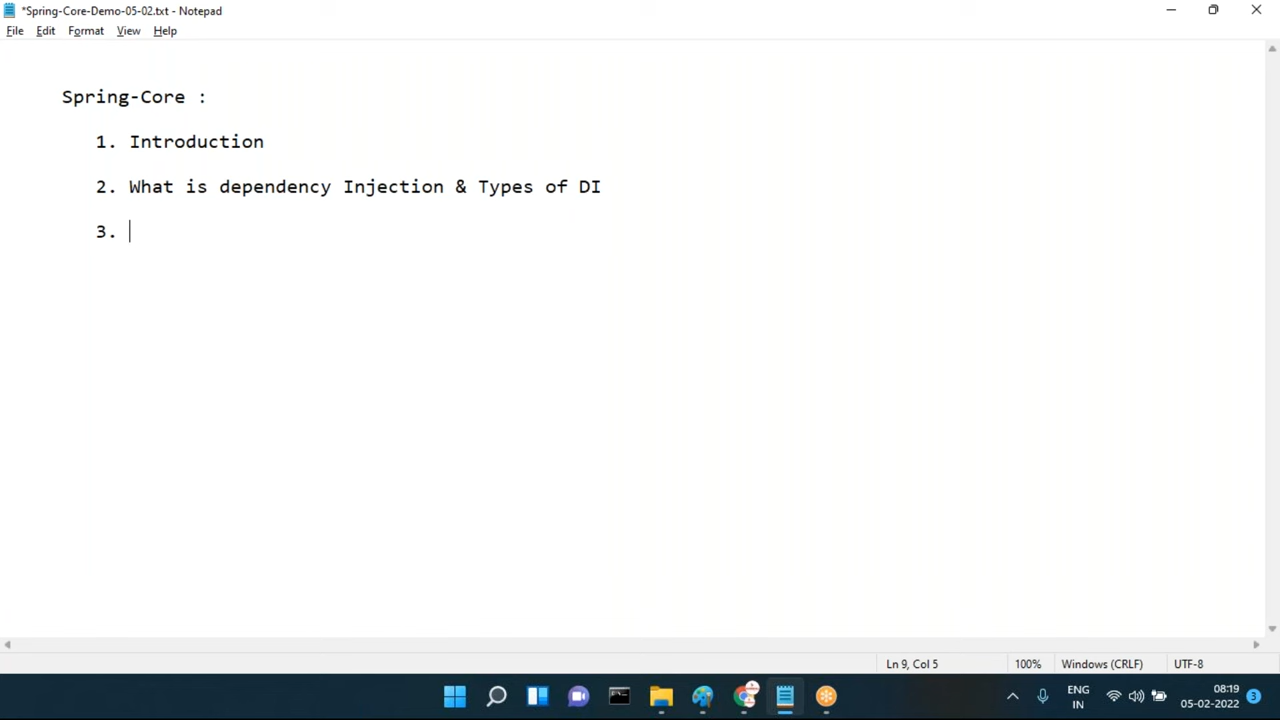 *Spring-Core-Demo-05-02.txt - Notepad
File Edit Format View Help
Spring-Core :
1. Introduction
2. What is dependency Injection & Types of DI
3.
Ln 9, Col 5 100% Windows (CRLF) UTF-8
ENG
IN
08:19
05-02-2022
3